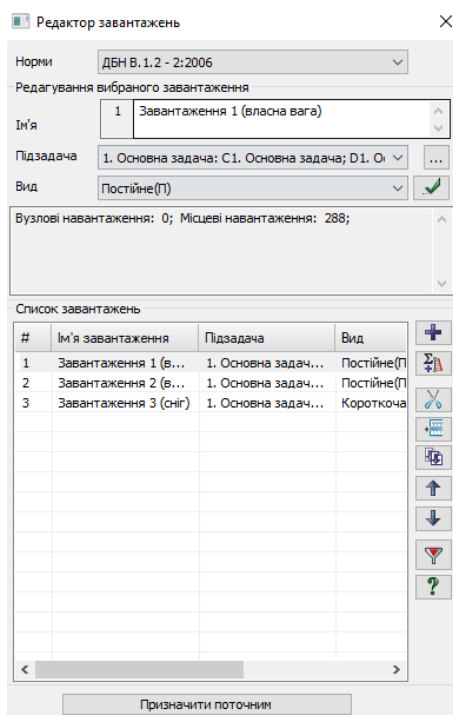 Редактор завантажень
Норми ДБН В.1.2 - 2:2006
Редагування вибраного завантаження
Ім'я 1 Завантаження 1 (власна вага)
Підзадача 1. Основна задача: C1. Основна задача; D1. О ...
Вид Постійне(П)
Вузлові навантаження: 0; Місцеві навантаження: 288;
Список завантажень
# Ім'я завантаження Підзадача Вид
1 Завантаження 1 (в... 1. Основна задач... Постійне(П
2 Завантаження 2 (в... 1. Основна задач... Постійне(П
3 Завантаження 3 (сніг) 1. Основна задач... Короткоча
Призначити поточним